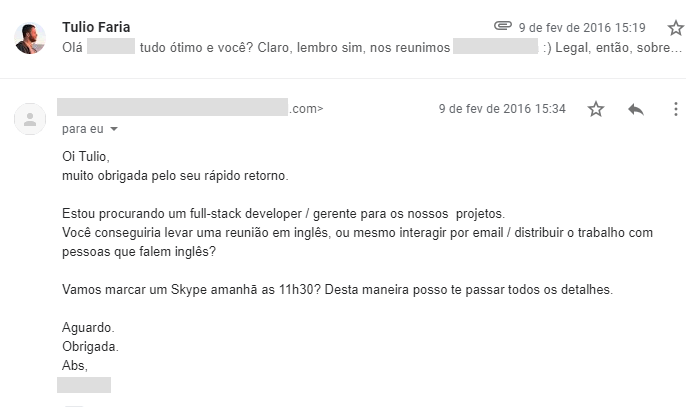 Tulio Faria
9 de fev de 2016 15:19
Olá tudo ótimo e você? Claro, lembro sim, nos reunimos :) Legal, então, sobre...
.com>
9 de fev de 2016 15:34
para eu
Oi Tulio,
muito obrigada pelo seu rápido retorno.
Estou procurando um full-stack developer / gerente para os nossos projetos.
Você conseguiria levar uma reunião em inglês, ou mesmo interagir por email / distribuir o trabalho com
pessoas que falem inglês?
Vamos marcar um Skype amanhã as 11h30? Desta maneira posso te passar todos os detalhes.
Aguardo.
Obrigada.
Abs,